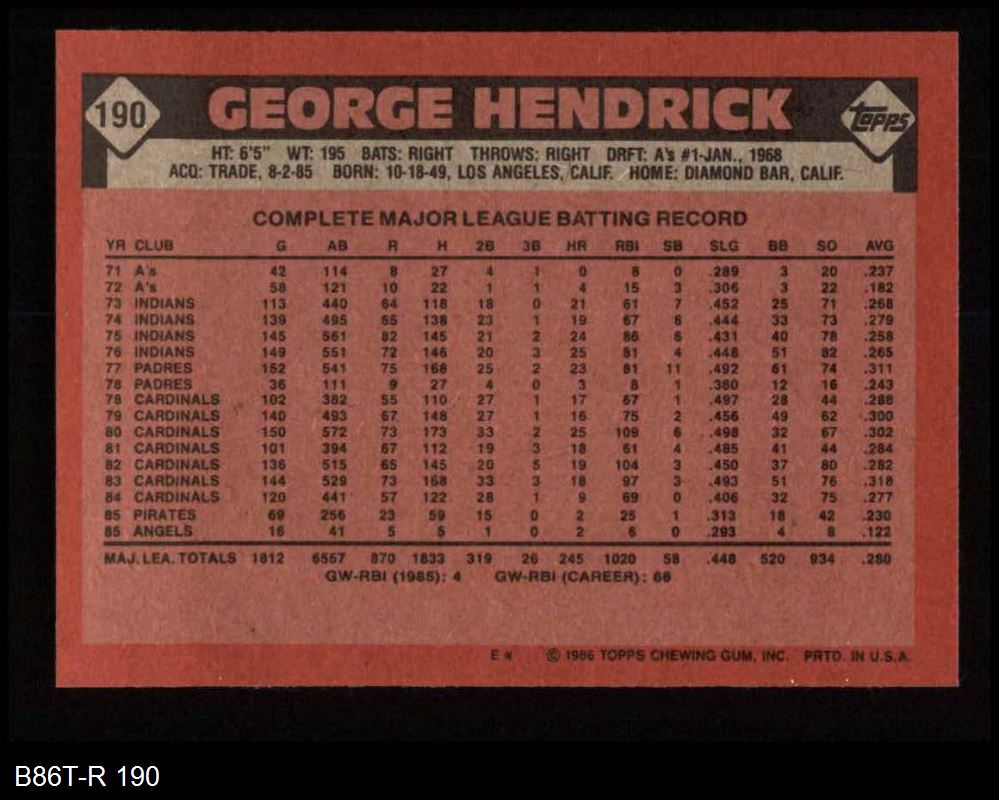 190 GEORGE HENDRICK topps
HT: 6'5" WT: 195 BATS: RIGHT THROWS: RIGHT DRFT: A's #1-JAN., 1968
ACQ: TRADE, 8-2-85 BORN: 10-18-49, LOS ANGELES, CALIF. HOME: DIAMOND BAR, CALIF.
COMPLETE MAJOR LEAGUE BATTING RECORD
YR CLUB G AB R H 2B 3B HR RBI SB SLG BB SO AVG
71 A's 42 114 8 27 4 1 0 8 0 .289 3 20 .237
72 A's 58 121 10 22 1 1 4 15 3 .306 3 22 .182
73 INDIANS 113 440 64 118 18 0 21 61 7 .452 25 71 .268
74 INDIANS 139 495 65 138 23 1 19 67 6 .444 33 73 .279
75 INDIANS 145 561 82 145 21 2 24 86 6 .431 40 78 .258
76 INDIANS 149 551 72 146 20 3 25 81 4 .448 51 82 .265
77 PADRES 152 541 75 168 25 2 23 81 11 .492 61 74 .311
78 PADRES 36 111 9 27 4 0 3 8 1 .360 12 16 .243
78 CARDINALS 102 382 55 110 27 1 17 67 1 .497 28 44 .288
79 CARDINALS 140 493 67 148 27 1 16 75 2 .456 49 62 .300
80 CARDINALS 150 572 73 173 33 2 25 109 6 .498 32 67 .302
81 CARDINALS 101 394 67 112 19 3 18 61 4 .485 41 44 .284
82 CARDINALS 136 515 65 145 20 5 19 104 3 .450 37 80 .282
83 CARDINALS 144 529 73 168 33 3 18 97 3 .493 51 76 .318
84 CARDINALS 120 441 57 122 28 1 9 69 0 .406 32 75 .277
85 PIRATES 69 256 23 59 15 0 2 25 1 .313 18 42 .230
85 ANGELS 16 41 5 5 1 0 2 6 0 .293 4 8 .122
MAJ. LEA. TOTALS 1812 6557 870 1833 319 26 245 1020 58 .448 520 934 .280
GW-RBI (1985): 4 GW-RBI (CAREER): 66
E * © 1986 TOPPS CHEWING GUM, INC. PRTD. IN U.S.A.
B86T-R 190